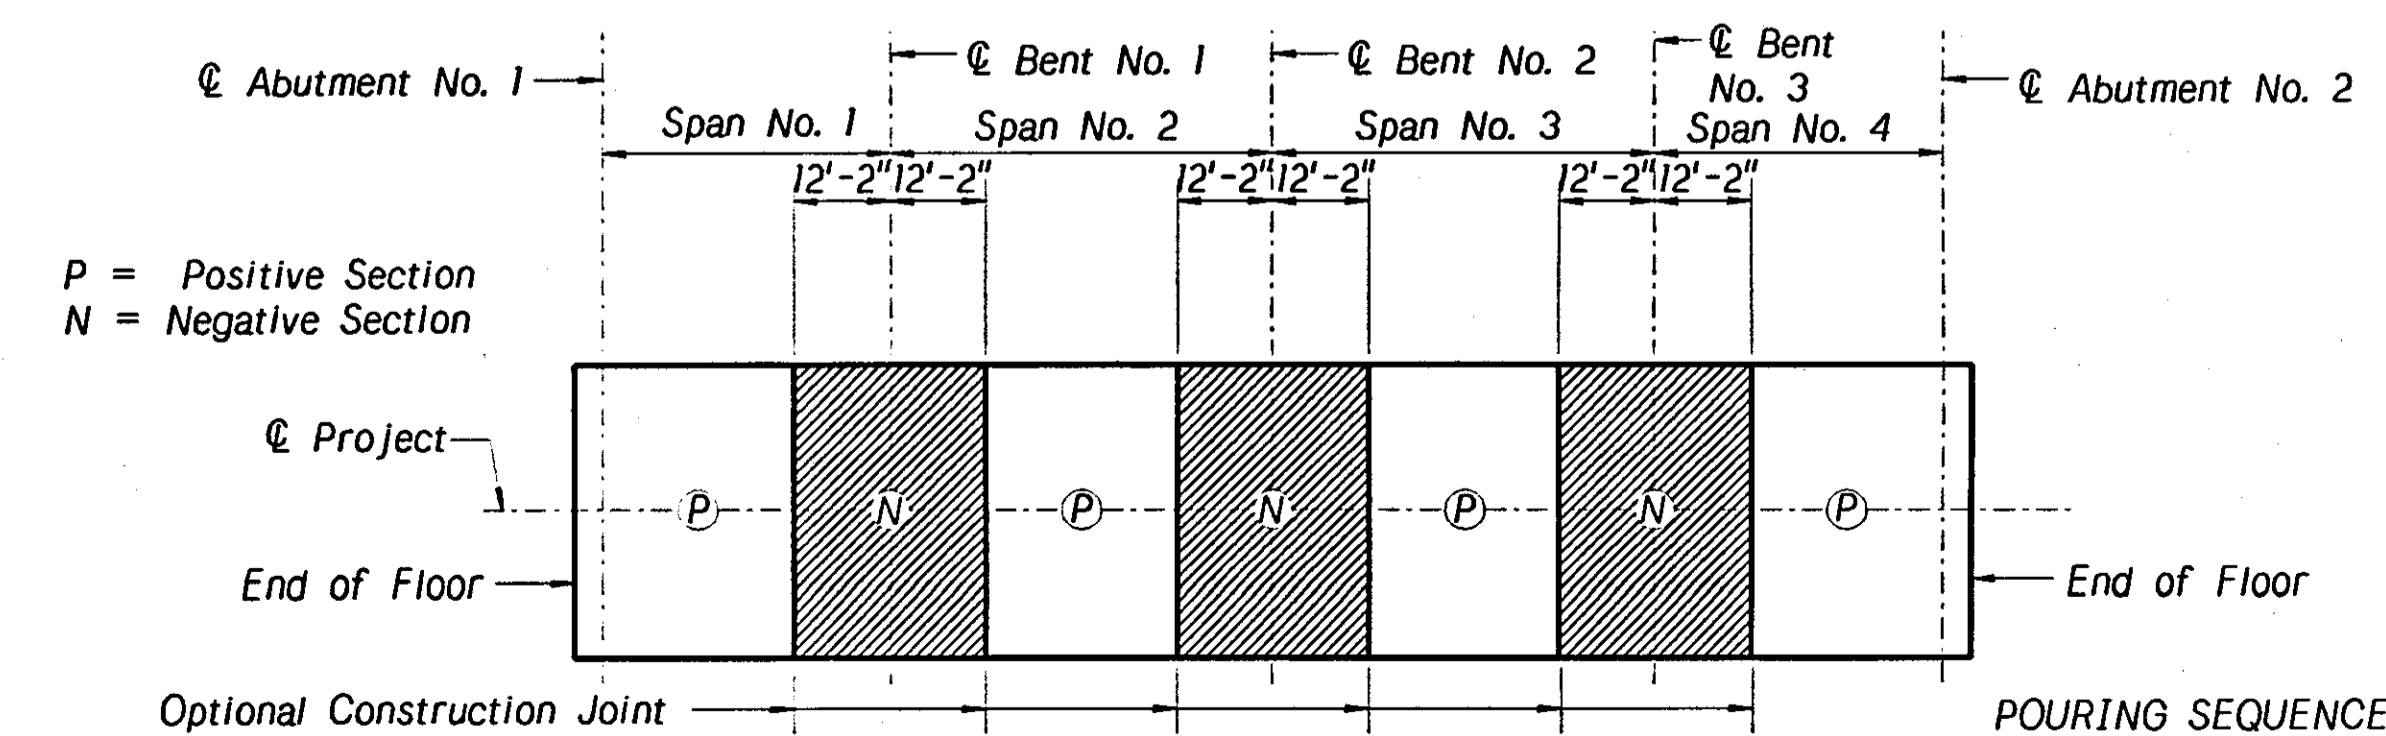 ℄ Abutment No. 1
℄ Bent No. 1
℄ Bent No. 2
℄ Bent
No. 3
℄ Abutment No. 2
Span No. 1
Span No. 2
Span No. 3
Span No. 4
12'-2" 12'-2"
12'-2" 12'-2"
12'-2" 12'-2"
P = Positive Section
N = Negative Section
℄ Project
P
N
P
N
P
N
P
End of Floor
End of Floor
Optional Construction Joint
POURING SEQUENCE